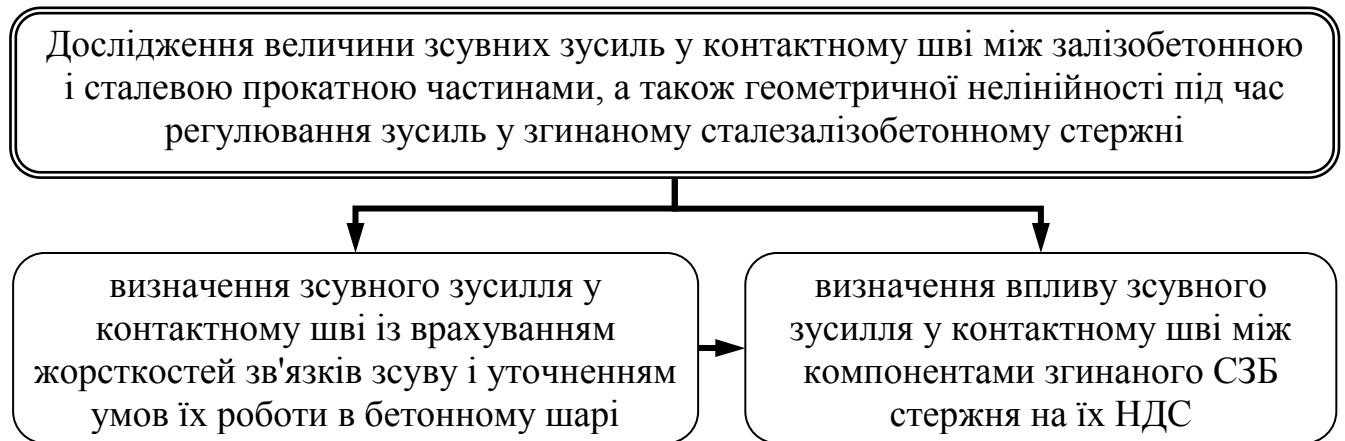 Дослідження величини зсувних зусиль у контактному шві між залізобетонною
і сталевою прокатною частинами, а також геометричної нелінійності під час
регулювання зусиль у згинаному сталезалізобетонному стержні
визначення зсувного зусилля у
контактному шві із врахуванням
жорсткостей зв'язків зсуву і уточненням
умов їх роботи в бетонному шарі
визначення впливу зсувного
зусилля у контактному шві між
компонентами згинаного СЗБ
стержня на їх НДС